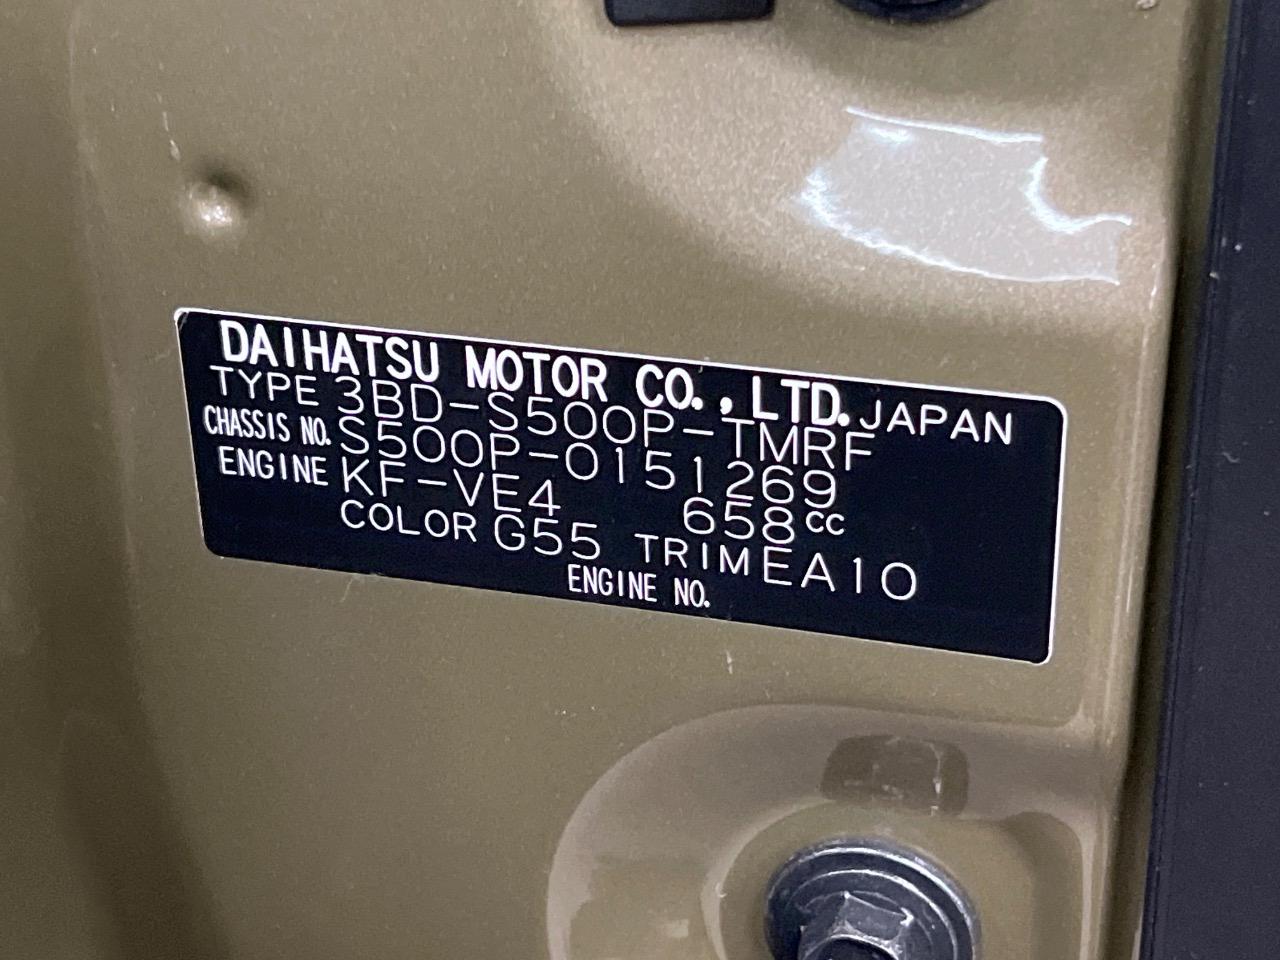 DAIHATSU MOTOR CO., LTD. JAPAN
TYPE 3BD-S500P-TMRF
CHASSIS NO. S500P-0151269
ENGINE KF-VE4 658cc
COLOR G55 TRIM EA10
ENGINE NO.